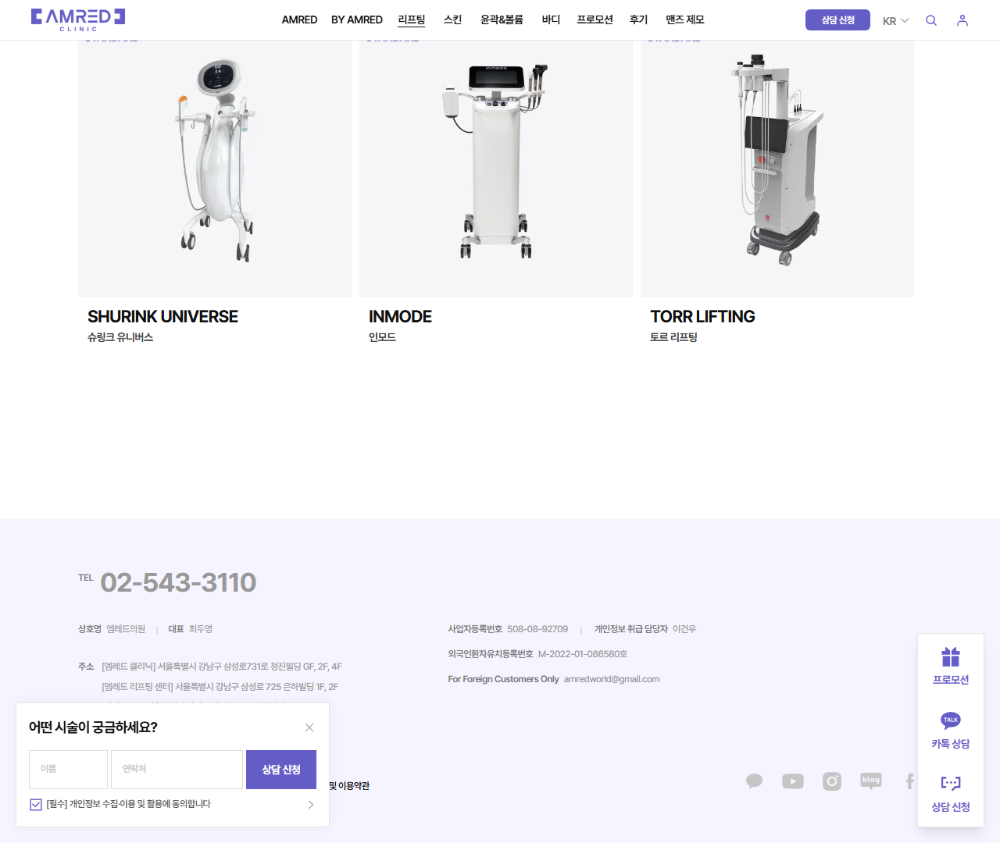 AMRED
CLINIC
AMRED BY AMRED 리프팅 스킨 윤곽&볼륨 바디 프로모션 후기 맨즈 제모
상담 신청 KR
inmode
SHURINK UNIVERSE
슈링크 유니버스
INMODE
인모드
TORR LIFTING
토르 리프팅
TEL 02-543-3110
상호명 엠레드의원 | 대표 최두영
사업자등록번호 508-08-92709 | 개인정보 취급 담당자 이건우
외국인환자유치등록번호 M-2022-01-086580호
주소 [엠레드 클리닉] 서울특별시 강남구 삼성로731로 청진빌딩 GF, 2F, 4F
For Foreign Customers Only amredworld@gmail.com
[엠레드 리프팅 센터] 서울특별시 강남구 삼성로 725 은하빌딩 1F, 2F
어떤 시술이 궁금하세요?
이름 연락처 상담 신청
[필수] 개인정보 수집·이용 및 활용에 동의합니다
및 이용약관
blog
프로모션
TALK
카톡 상담
상담 신청